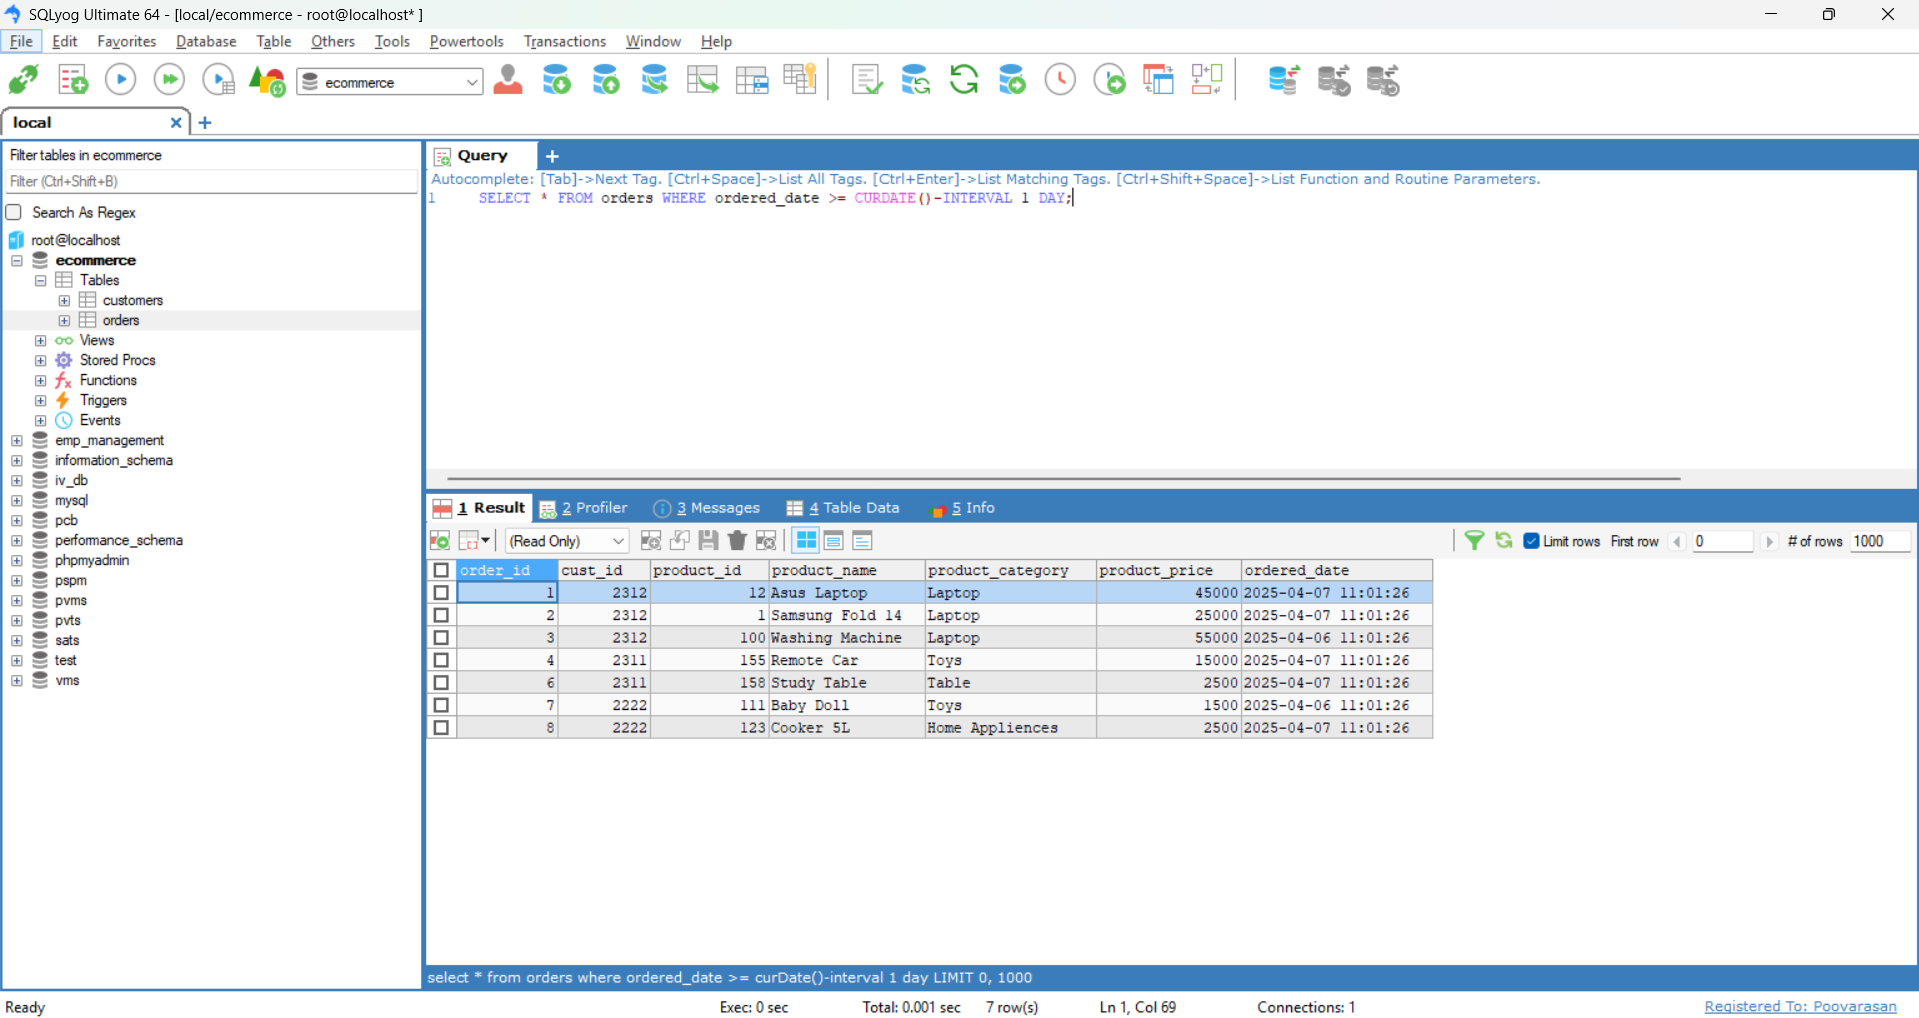 SQLyog Ultimate 64 - [local/ecommerce - root@localhost* ]
File Edit Favorites Database Table Others Tools Powertools Transactions Window Help
ecommerce
local
Filter tables in ecommerce
Filter (Ctrl+Shift+B)
Search As Regex
root@localhost
ecommerce
Tables
customers
orders
Views
Stored Procs
Functions
Triggers
Events
emp_management
information_schema
iv_db
mysql
pcb
performance_schema
phpmyadmin
pspm
pvms
pvts
sats
test
vms
Query
Autocomplete: [Tab]->Next Tag. [Ctrl+Space]->List All Tags. [Ctrl+Enter]->List Matching Tags. [Ctrl+Shift+Space]->List Function and Routine Parameters.
1 SELECT * FROM orders WHERE ordered_date >= CURDATE()-INTERVAL 1 DAY;
1 Result 2 Profiler 3 Messages 4 Table Data 5 Info
(Read Only) Limit rows First row 0 # of rows 1000
order_id cust_id product_id product_name product_category product_price ordered_date
1 2312 12 Asus Laptop Laptop 45000 2025-04-07 11:01:26
2 2312 1 Samsung Fold 14 Laptop 25000 2025-04-07 11:01:26
3 2312 100 Washing Machine Laptop 55000 2025-04-06 11:01:26
4 2311 155 Remote Car Toys 15000 2025-04-07 11:01:26
6 2311 158 Study Table Table 2500 2025-04-07 11:01:26
7 2222 111 Baby Doll Toys 1500 2025-04-06 11:01:26
8 2222 123 Cooker 5L Home Appliences 2500 2025-04-07 11:01:26
select * from orders where ordered_date >= curDate()-interval 1 day LIMIT 0, 1000
Ready Exec: 0 sec Total: 0.001 sec 7 row(s) Ln 1, Col 69 Connections: 1 Registered To: Poovarasan